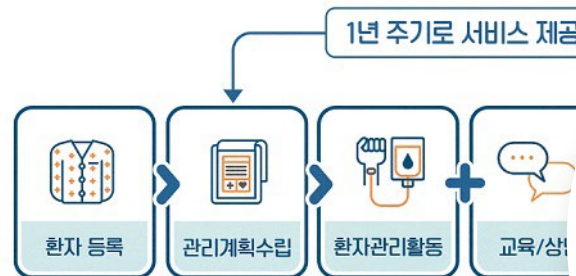 1년 주기로 서비스 제공
환자 등록
관리계획수립
환자관리활동
교육/상담